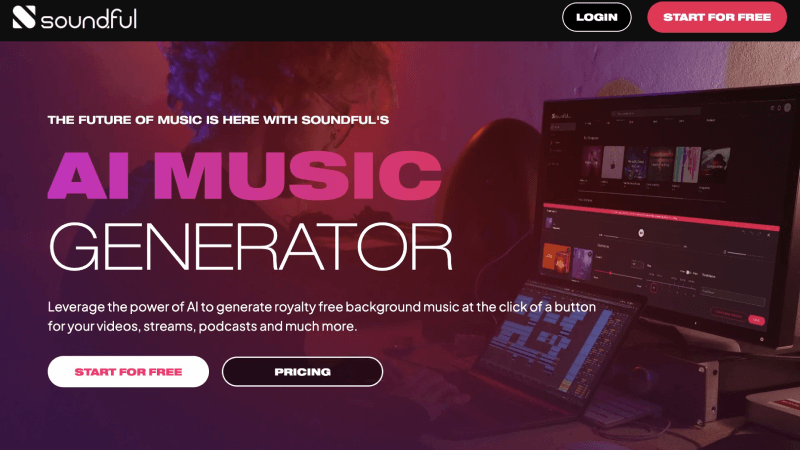 soundful
LOGIN
START FOR FREE
THE FUTURE OF MUSIC IS HERE WITH SOUNDFUL'S
AI MUSIC
GENERATOR
Leverage the power of AI to generate royalty free background music at the click of a button
for your videos, streams, podcasts and much more.
START FOR FREE
PRICING